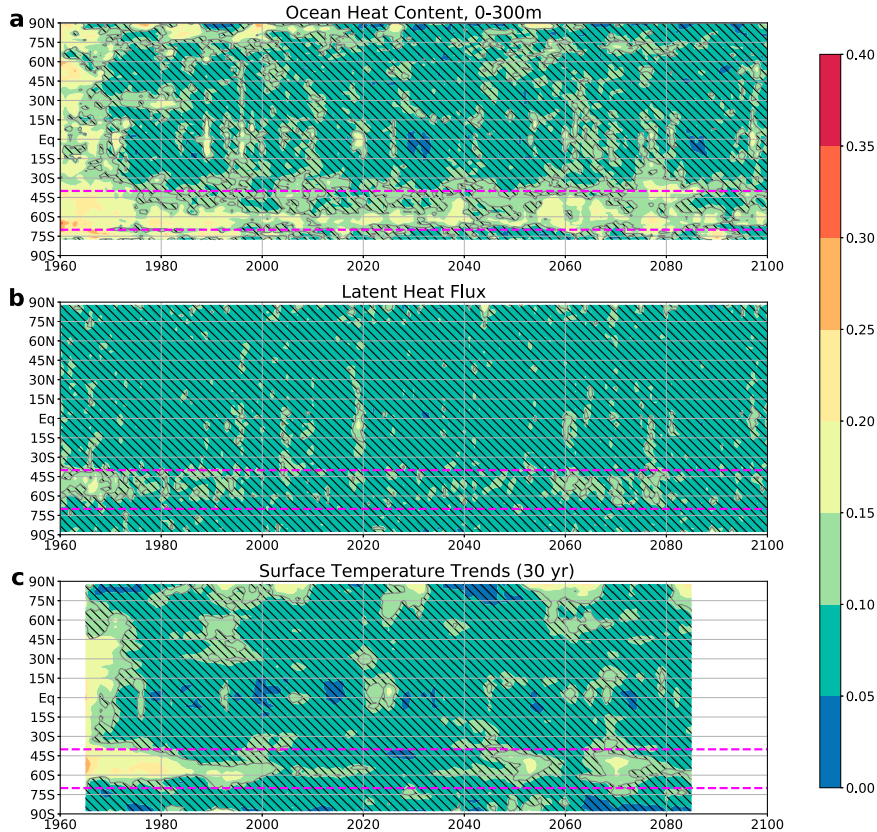 a
Ocean Heat Content, 0-300m
90N
75N
60N
45N
30N
15N
Eq
15S
30S
45S
60S
75S
90S
1960 1980 2000 2020 2040 2060 2080 2100
b
Latent Heat Flux
90N
75N
60N
45N
30N
15N
Eq
15S
30S
45S
60S
75S
90S
1960 1980 2000 2020 2040 2060 2080 2100
c
Surface Temperature Trends (30 yr)
90N
75N
60N
45N
30N
15N
Eq
15S
30S
45S
60S
75S
90S
1960 1980 2000 2020 2040 2060 2080 2100
0.40
0.35
0.30
0.25
0.20
0.15
0.10
0.05
0.00